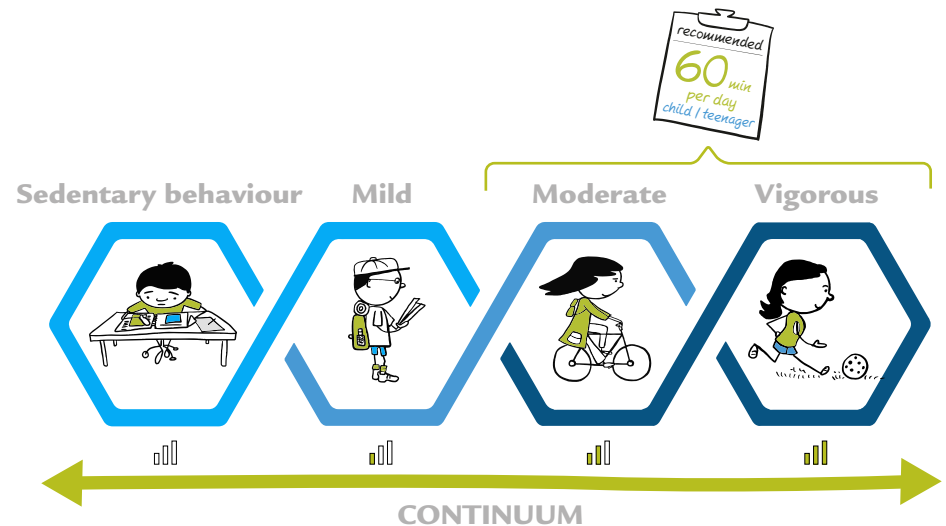 recommended
60 min
per day
child / teenager
Sedentary behaviour
Mild
Moderate
Vigorous
CONTINUUM